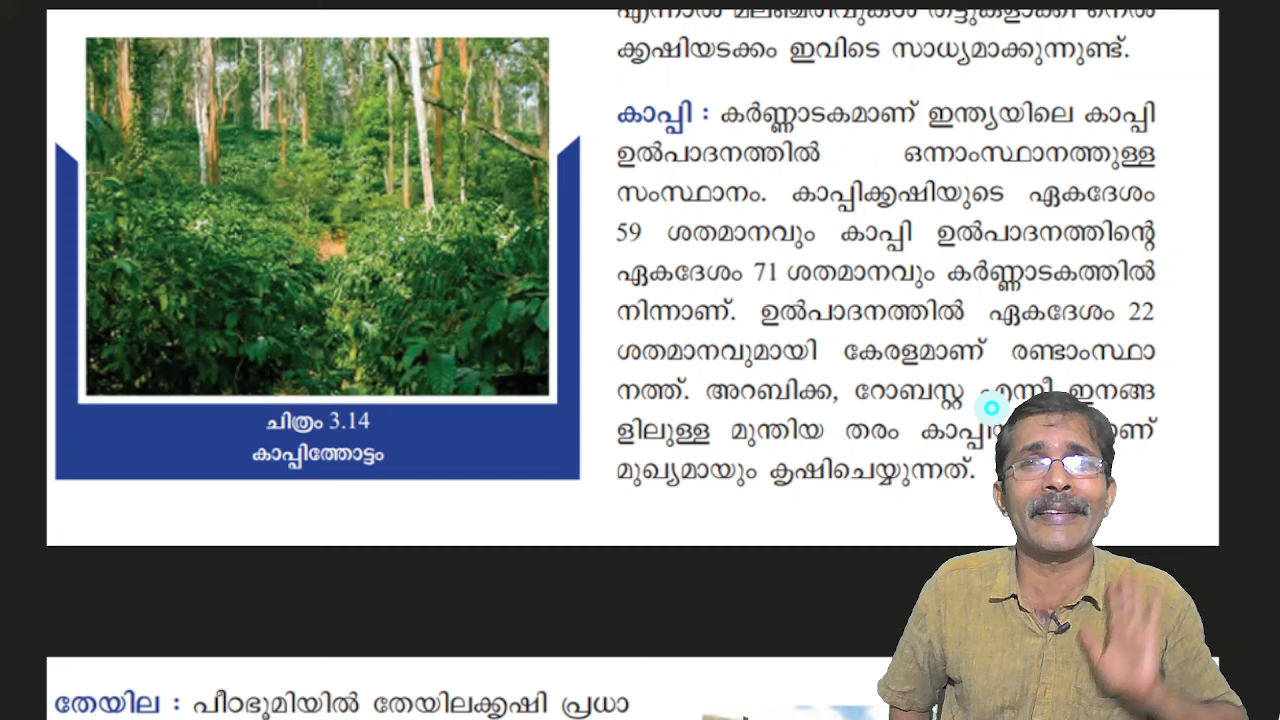 ക്കൃഷിയടക്കം ഇവിടെ സാധ്യമാക്കുന്നുണ്ട്.
കാപ്പി : കർണ്ണാടകമാണ് ഇന്ത്യയിലെ കാപ്പി
ഉൽപാദനത്തിൽ ഒന്നാംസ്ഥാനത്തുള്ള
സംസ്ഥാനം. കാപ്പിക്കൃഷിയുടെ ഏകദേശം
59 ശതമാനവും കാപ്പി ഉൽപാദനത്തിന്റെ
ഏകദേശം 71 ശതമാനവും കർണ്ണാടകത്തിൽ
നിന്നാണ്. ഉൽപാദനത്തിൽ ഏകദേശം 22
ശതമാനവുമായി കേരളമാണ് രണ്ടാംസ്ഥാ
നത്ത്. അറബിക്ക, റോബസ്റ്റ എന്നീ ഇനങ്ങ
ളിലുള്ള മുന്തിയ തരം
മുഖ്യമായും കൃഷിചെയ്യുന്നത്.
ചിത്രം 3.14
കാപ്പിത്തോട്ടം
തേയില : പീഠഭൂമിയിൽ തേയിലക്കൃഷി പ്രധാ